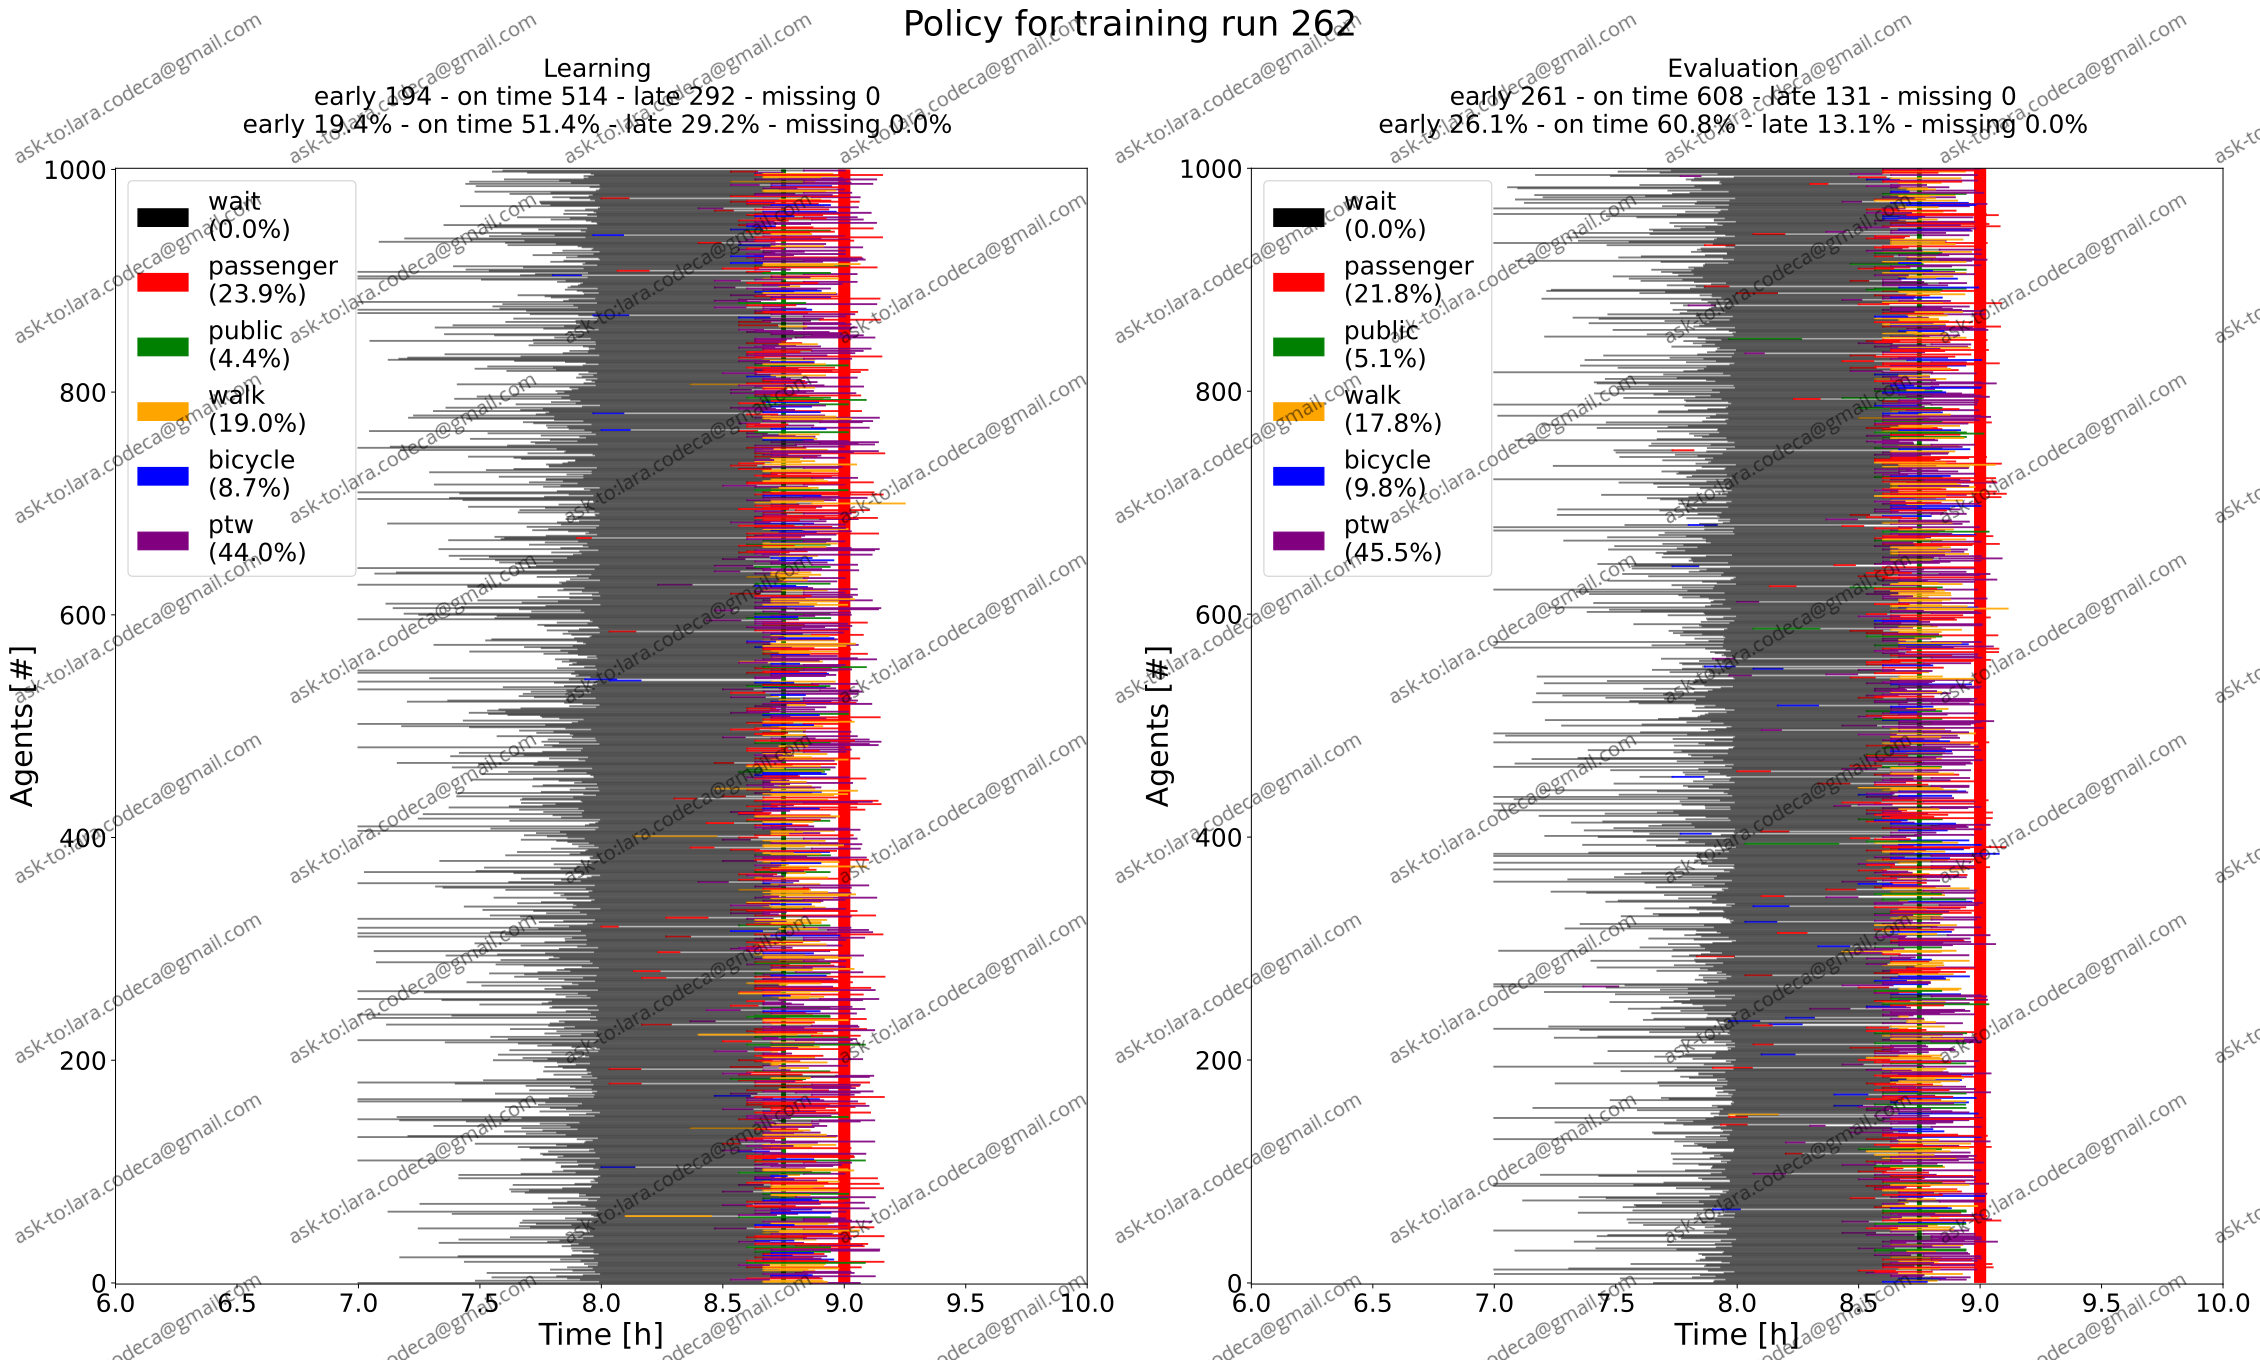 Policy for training run 262
Learning
early 194 - on time 514 - late 292 - missing 0
early 19.4% - on time 51.4% - late 29.2% - missing 0.0%
1000
800
600
400
200
0
Agents [#]
wait
(0.0%)
passenger
(23.9%)
public
(4.4%)
walk
(19.0%)
bicycle
(8.7%)
ptw
(44.0%)
6.0 6.5 7.0 7.5 8.0 8.5 9.0 9.5 10.0
Time [h]
Evaluation
early 261 - on time 608 - late 131 - missing 0
early 26.1% - on time 60.8% - late 13.1% - missing 0.0%
1000
800
600
400
200
0
Agents [#]
wait
(0.0%)
passenger
(21.8%)
public
(5.1%)
walk
(17.8%)
bicycle
(9.8%)
ptw
(45.5%)
6.0 6.5 7.0 7.5 8.0 8.5 9.0 9.5 10.0
Time [h]
ask-to:lara.codeca@gmail.com